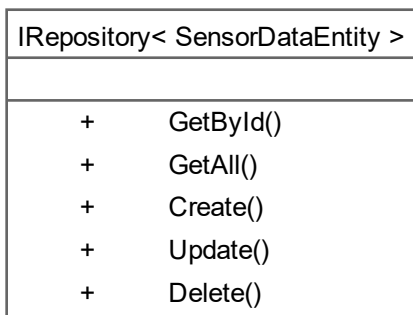 IRepository< SensorDataEntity >
+ GetById()
+ GetAll()
+ Create()
+ Update()
+ Delete()